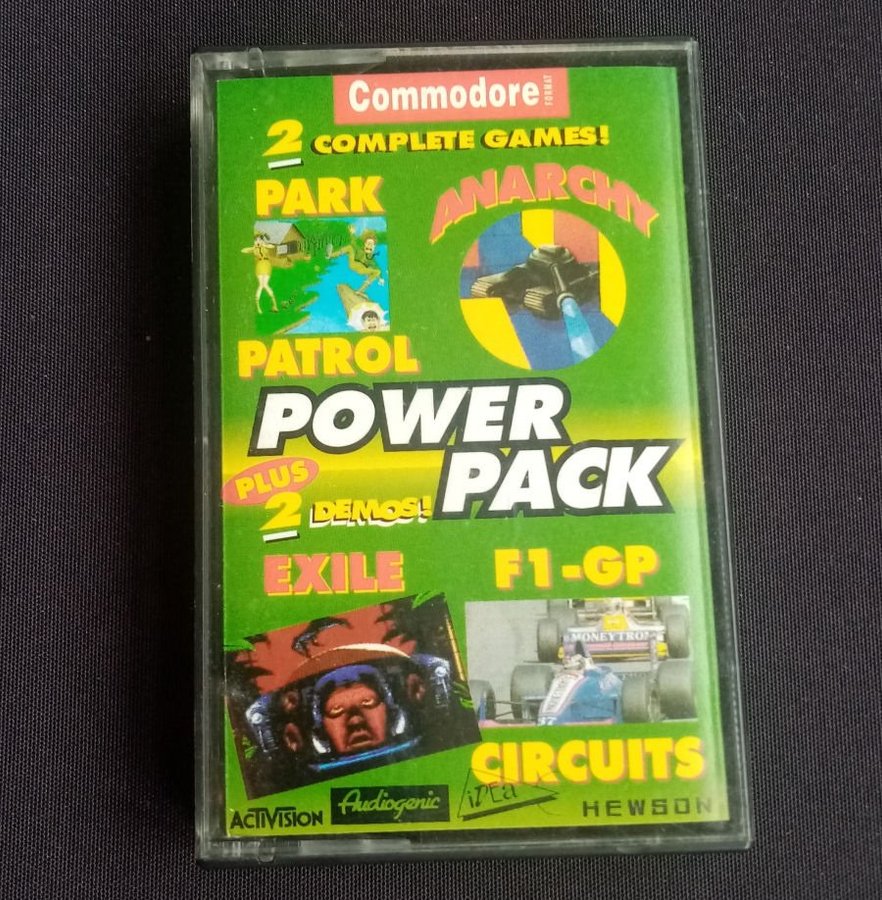 Commodore FORMAT
2 COMPLETE GAMES!
PARK
PATROL
ANARCHY
POWER
PACK
PLUS
2 DEMOS!
EXILE
F1-GP
MONEYTRON
CIRCUITS
ACTIVISION
Audiogenic
iDEa
HEWSON